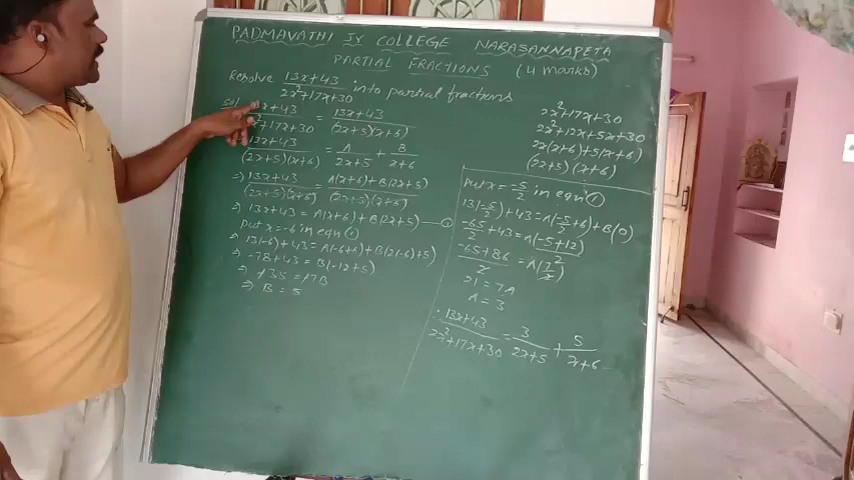 PADMAVATHI Jr COLLEGE NARASANNAPETA
PARTIAL FRACTIONS (4 marks)
Resolve (13x+43)/(2x²+17x+30) into partial fractions
Sol 13x+43/(2x²+17x+30) = (13x+43)/((2x+5)(x+6))
(13x+43)/((2x+5)(x+6)) = A/(2x+5) + B/(x+6)
⇒ (13x+43)/((2x+5)(x+6)) = (A(x+6)+B(2x+5))/((2x+5)(x+6))
⇒ 13x+43 = A(x+6)+B(2x+5) — ①
Put x=-6 in eqn ①
⇒ 13(-6)+43 = A(-6+6)+B(2(-6)+5)
⇒ -78+43 = B(-12+5)
⇒ +35 = +7B
⇒ B = 5
2x²+17x+30
2x²+12x+5x+30
2x(x+6)+5(x+6)
(2x+5)(x+6)
Put x = -5/2 in eqn ①
13(-5/2)+43 = A(-5/2+6)+B(0)
-65/2+43 = A((-5+12)/2)
(-65+86)/2 = A(7/2)
21 = 7A
A = 3
∴ (13x+43)/(2x²+17x+30) = 3/(2x+5) + 5/(x+6)